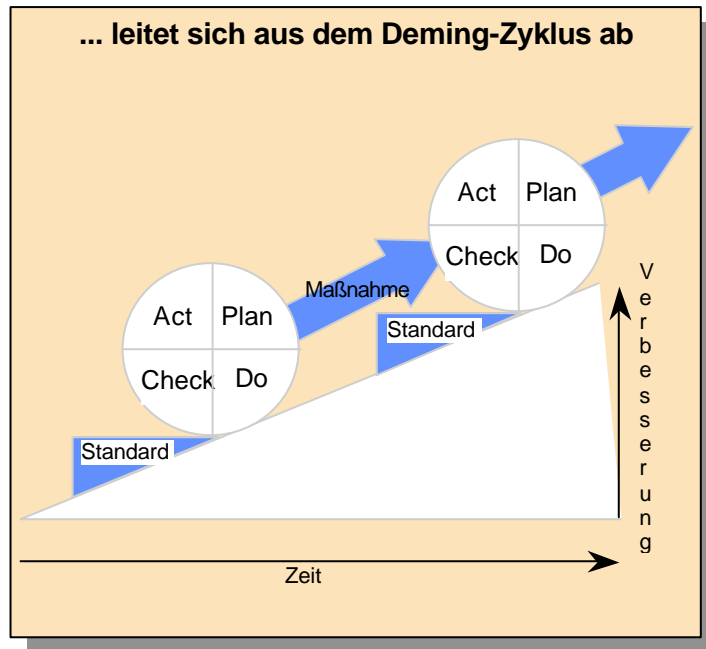 ... leitet sich aus dem Deming-Zyklus ab
Act Plan
Check Do
Maßnahme
Standard
Act Plan
Check Do
Standard
Verbesserung
Zeit